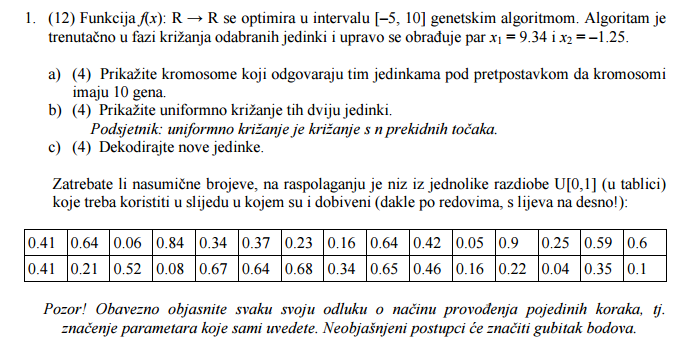 1. (12) Funkcija f(x): R → R se optimira u intervalu [–5, 10] genetskim algoritmom. Algoritam je
trenutačno u fazi križanja odabranih jedinki i upravo se obrađuje par x₁ = 9.34 i x₂ = –1.25.
a) (4) Prikažite kromosome koji odgovaraju tim jedinkama pod pretpostavkom da kromosomi
imaju 10 gena.
b) (4) Prikažite uniformno križanje tih dviju jedinki.
Podsjetnik: uniformno križanje je križanje s n prekidnih točaka.
c) (4) Dekodirajte nove jedinke.
Zatrebate li nasumične brojeve, na raspolaganju je niz iz jednolike razdiobe U[0,1] (u tablici)
koje treba koristiti u slijedu u kojem su i dobiveni (dakle po redovima, s lijeva na desno!):
0.41 0.64 0.06 0.84 0.34 0.37 0.23 0.16 0.64 0.42 0.05 0.9 0.25 0.59 0.6
0.41 0.21 0.52 0.08 0.67 0.64 0.68 0.34 0.65 0.46 0.16 0.22 0.04 0.35 0.1
Pozor! Obavezno objasnite svaku svoju odluku o načinu provođenja pojedinih koraka, tj.
značenje parametara koje sami uvedete. Neobjašnjeni postupci će značiti gubitak bodova.